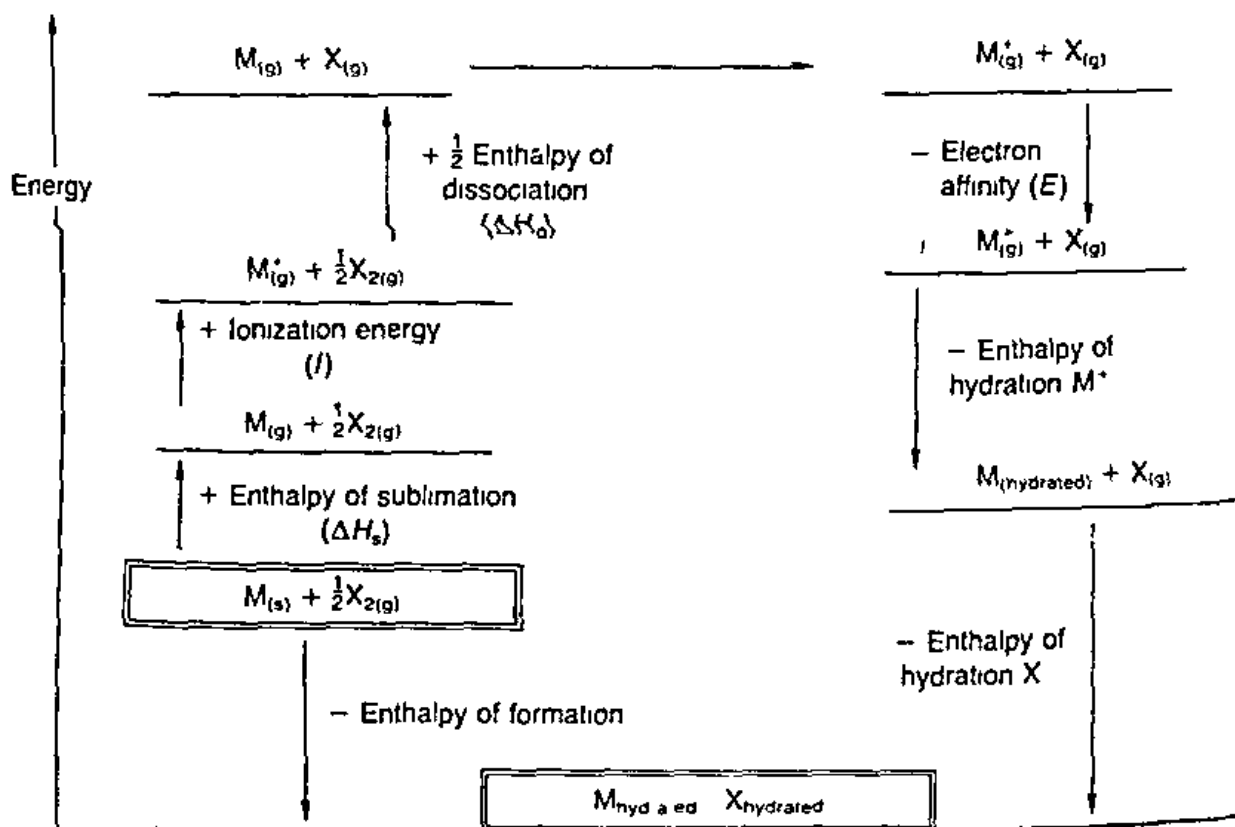 M(g) + X(g)
+ ½ Enthalpy of
dissociation
(ΔHd)
Energy
M⁺(g) + ½X2(g)
+ Ionization energy
(I)
M(g) + ½X2(g)
+ Enthalpy of sublimation
(ΔHs)
M(s) + ½X2(g)
− Enthalpy of formation
M⁺(g) + X(g)
− Electron
affinity (E)
M⁺(g) + X(g)
− Enthalpy of
hydration M⁺
M(hydrated) + X(g)
− Enthalpy of
hydration X
Xhydrated